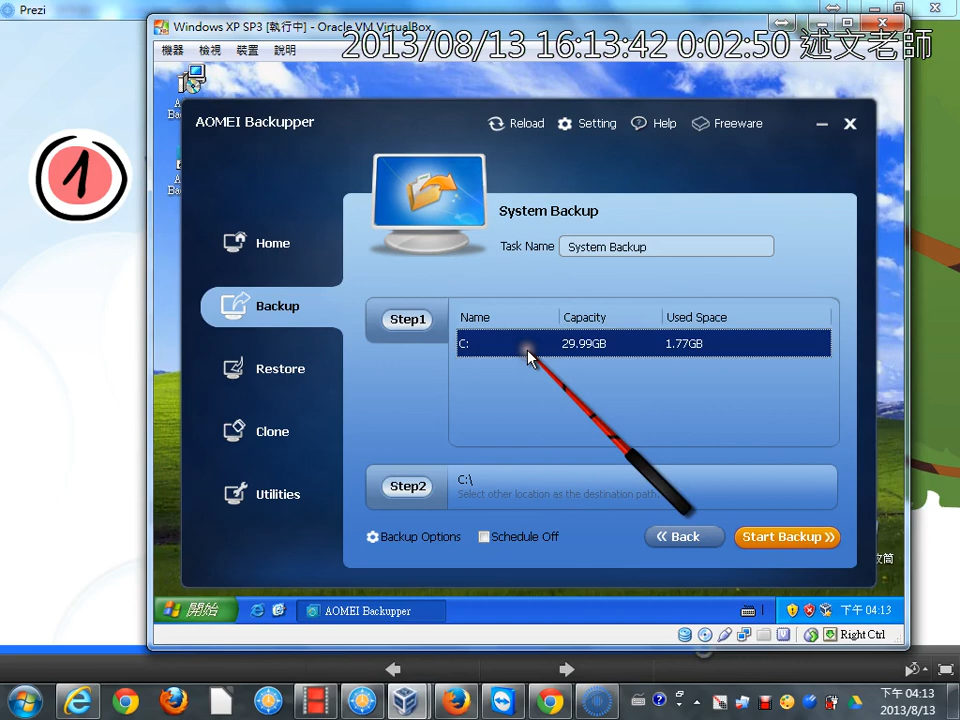 Prezi
Windows XP SP3 [執行中] - Oracle VM VirtualBox
機器 檢視 裝置 說明
2013/08/13 16:13:42 0:02:50 述文老師
AOMEI Backupper
Reload
Setting
Help
Freeware
1
System Backup
Task Name
System Backup
Home
Backup
Restore
Clone
Utilities
Step1
Name Capacity Used Space
C: 29.99GB 1.77GB
Step2
C:\
Select other location as the destination path.
Backup Options
Schedule Off
Back
Start Backup
開始
AOMEI Backupper
下午 04:13
Right Ctrl
下午 04:13
2013/8/13